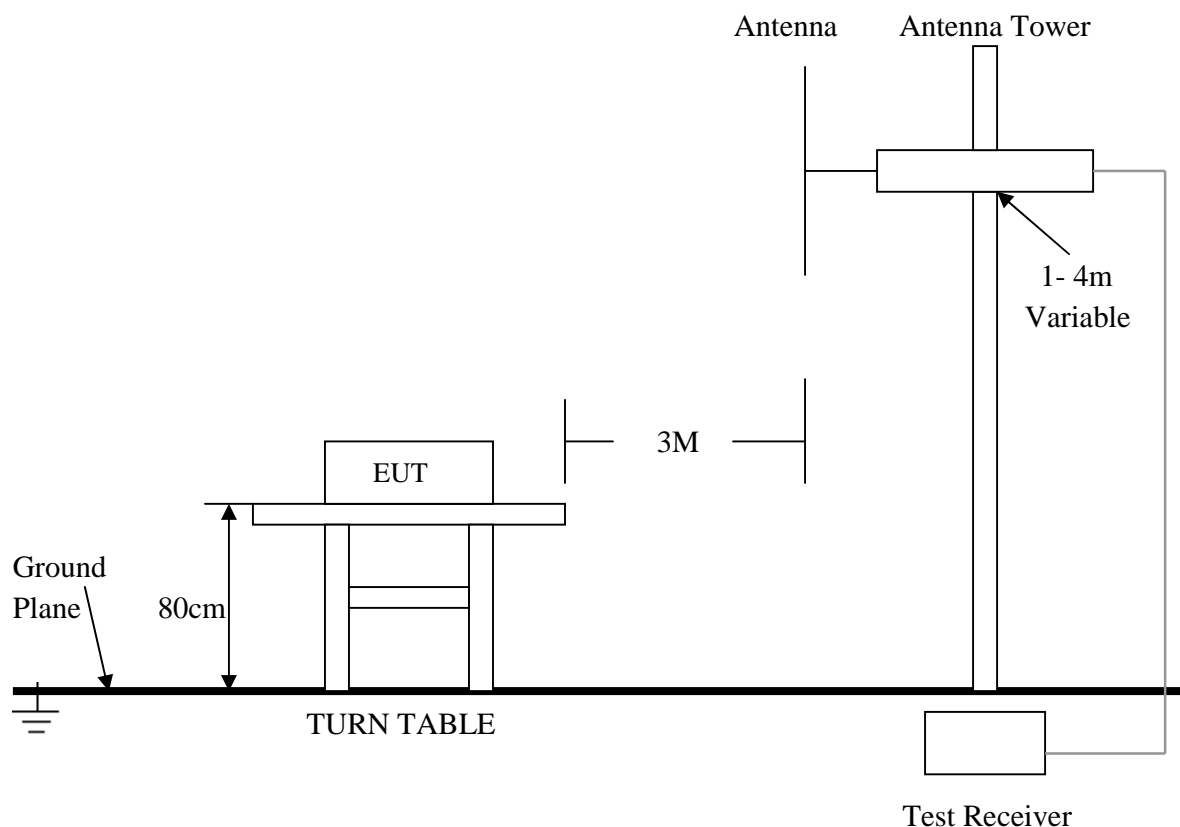 Antenna
Antenna Tower
1- 4m
Variable
3M
EUT
Ground
Plane
80cm
TURN TABLE
Test Receiver